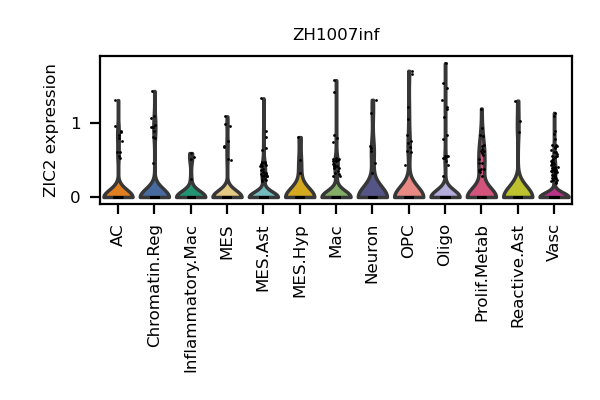 ZH1007inf
ZIC2 expression
1
0
AC
Chromatin.Reg
Inflammatory.Mac
MES
MES.Ast
MES.Hyp
Mac
Neuron
OPC
Oligo
Prolif.Metab
Reactive.Ast
Vasc